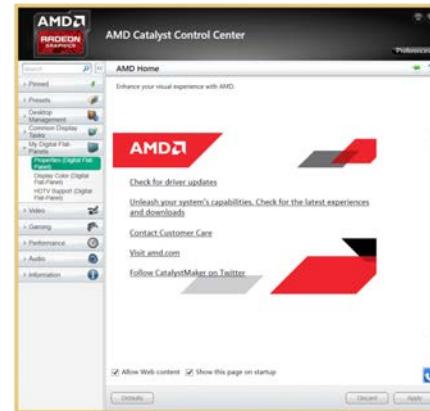 AMD
RADEON
GRAPHICS
AMD Catalyst Control Center
Preferences
Search
AMD Home
Pinned
Presets
Desktop
Management
Common Display
Tasks
My Digital Flat-
Panels
Properties (Digital Flat-
Panel)
Display Color (Digital
Flat-Panel)
HDTV Support (Digital
Flat-Panel)
Video
Gaming
Performance
Audio
Information
Enhance your visual experience with AMD.
AMD
Check for driver updates
Unleash your system's capabilities. Check for the latest experiences
and downloads
Contact Customer Care
Visit amd.com
Follow CatalystMaker on Twitter
Allow Web content
Show this page on startup
Defaults
Discard
Apply